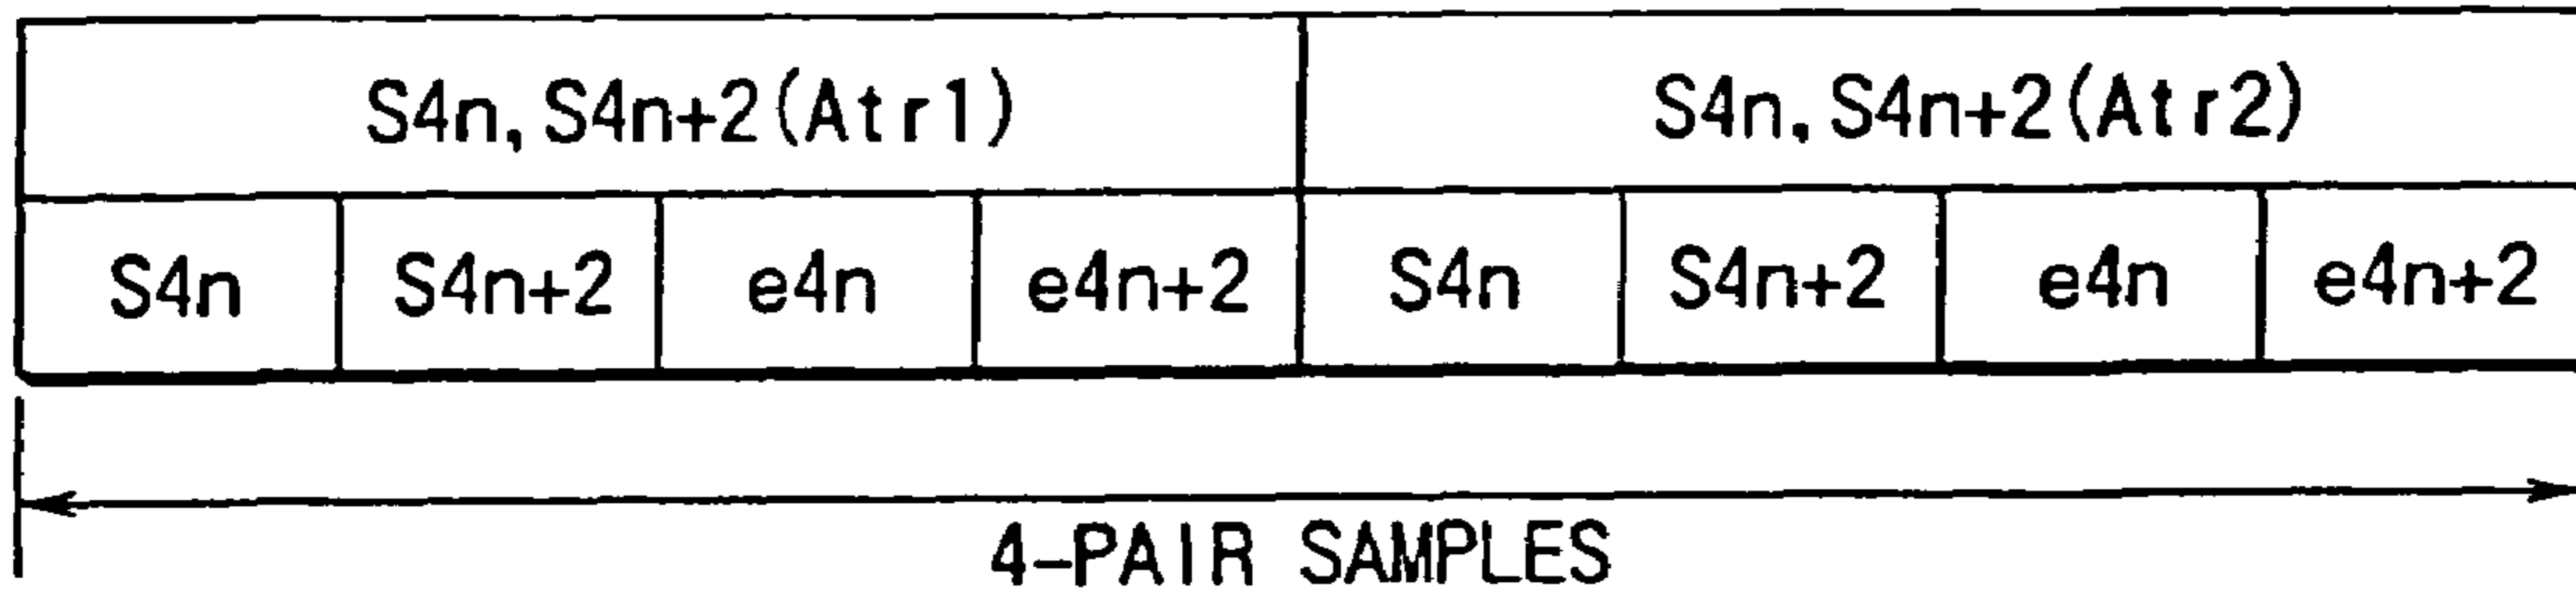 S4n, S4n+2(Atr1) S4n, S4n+2(Atr2)
S4n S4n+2 e4n e4n+2 S4n S4n+2 e4n e4n+2
4-PAIR SAMPLES